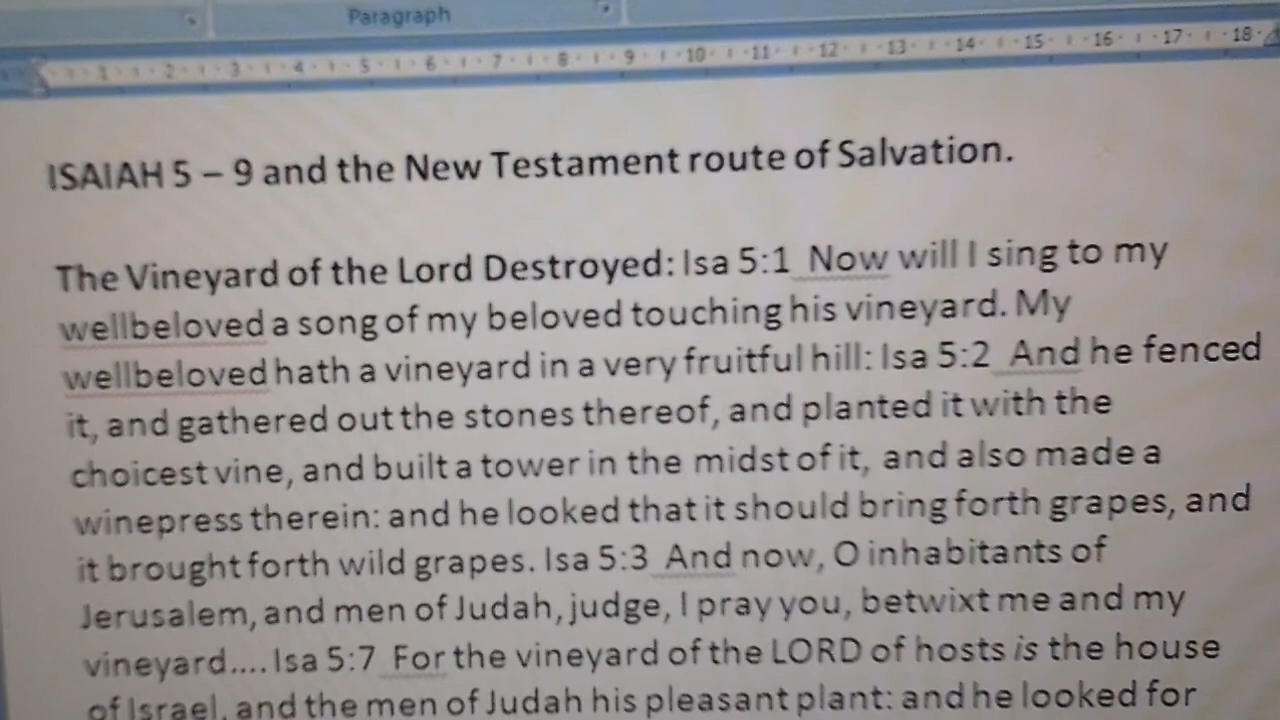 Paragraph
1 2 3 4 5 6 7 8 9 10 11 12 13 14 15 16 17 18
ISAIAH 5 – 9 and the New Testament route of Salvation.
The Vineyard of the Lord Destroyed: Isa 5:1 Now will I sing to my
wellbeloved a song of my beloved touching his vineyard. My
wellbeloved hath a vineyard in a very fruitful hill: Isa 5:2 And he fenced
it, and gathered out the stones thereof, and planted it with the
choicest vine, and built a tower in the midst of it, and also made a
winepress therein: and he looked that it should bring forth grapes, and
it brought forth wild grapes. Isa 5:3 And now, O inhabitants of
Jerusalem, and men of Judah, judge, I pray you, betwixt me and my
vineyard.... Isa 5:7 For the vineyard of the LORD of hosts is the house
of Israel, and the men of Judah his pleasant plant: and he looked for